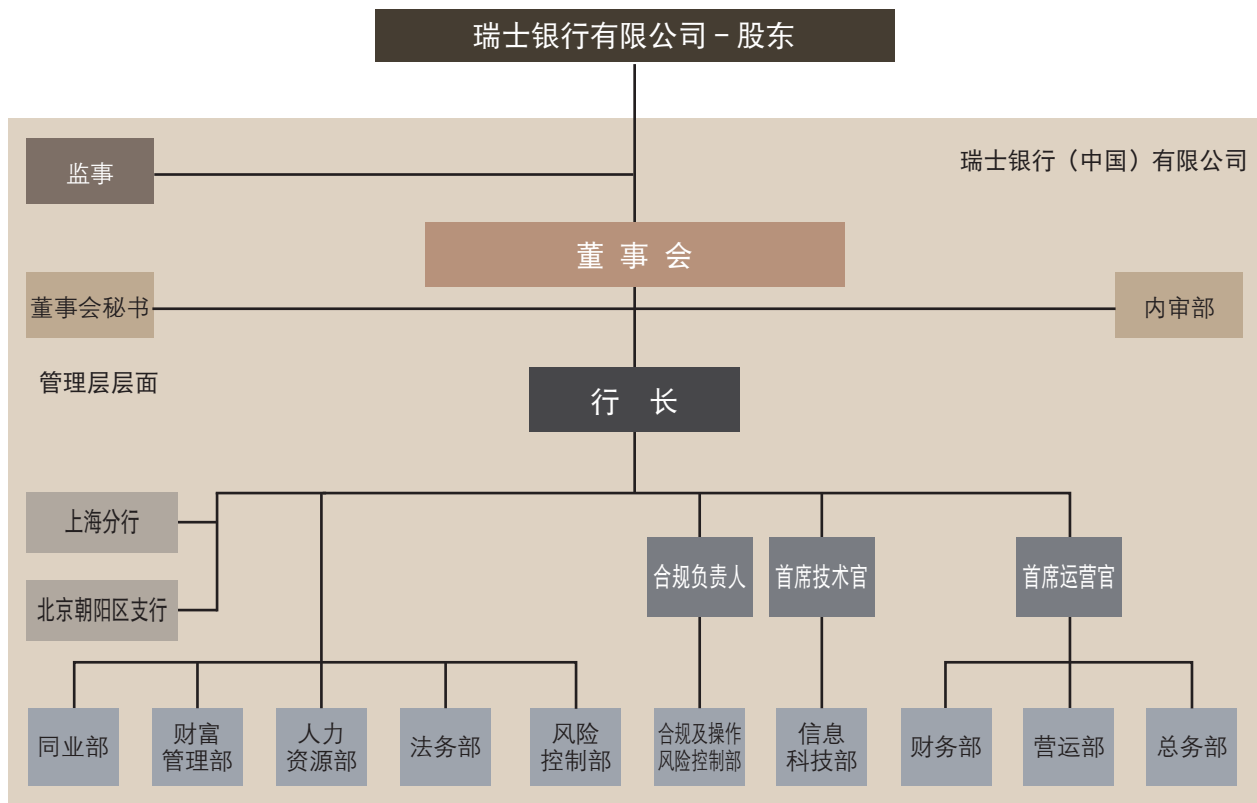 瑞士银行有限公司 – 股东
监事
瑞士银行（中国）有限公司
董事会
董事会秘书
内审部
管理层层面
行 长
上海分行
北京朝阳区支行
合规负责人
首席技术官
首席运营官
同业部
财富
管理部
人力
资源部
法务部
风险
控制部
合规及操作
风险控制部
信息
科技部
财务部
营运部
总务部